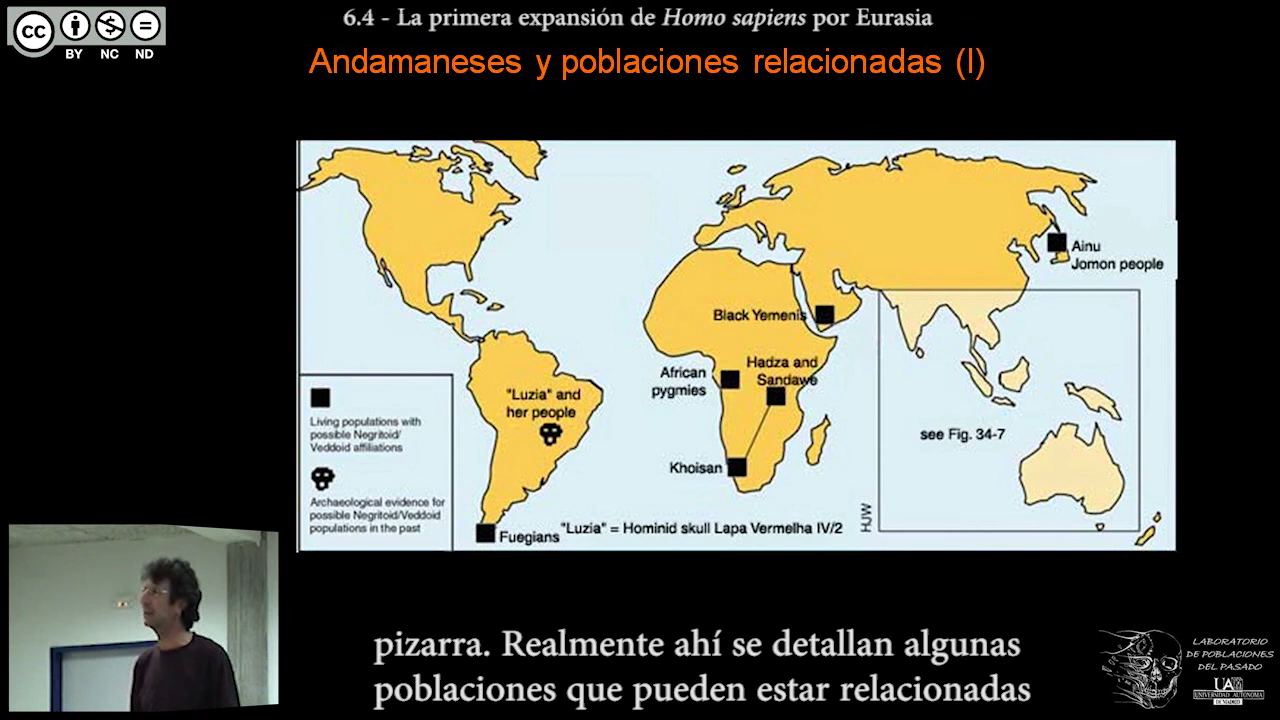 6.4 - La primera expansión de Homo sapiens por Eurasia
cc
BY NC ND
Andamaneses y poblaciones relacionadas (I)
Ainu
Jomon people
Black Yemenis
Hadza and
Sandawe
African
pygmies
"Luzia" and
her people
see Fig. 34-7
Khoisan
Living populations with
possible Negritoid/
Veddoid affiliations
Archaeological evidence for
possible Negritoid/Veddoid
populations in the past
Fuegians
"Luzia" = Hominid skull Lapa Vermelha IV/2
HJW
pizarra. Realmente ahí se detallan algunas
poblaciones que pueden estar relacionadas
LABORATORIO
DE POBLACIONES
DEL PASADO
UAM
UNIVERSIDAD AUTONOMA
DE MADRID